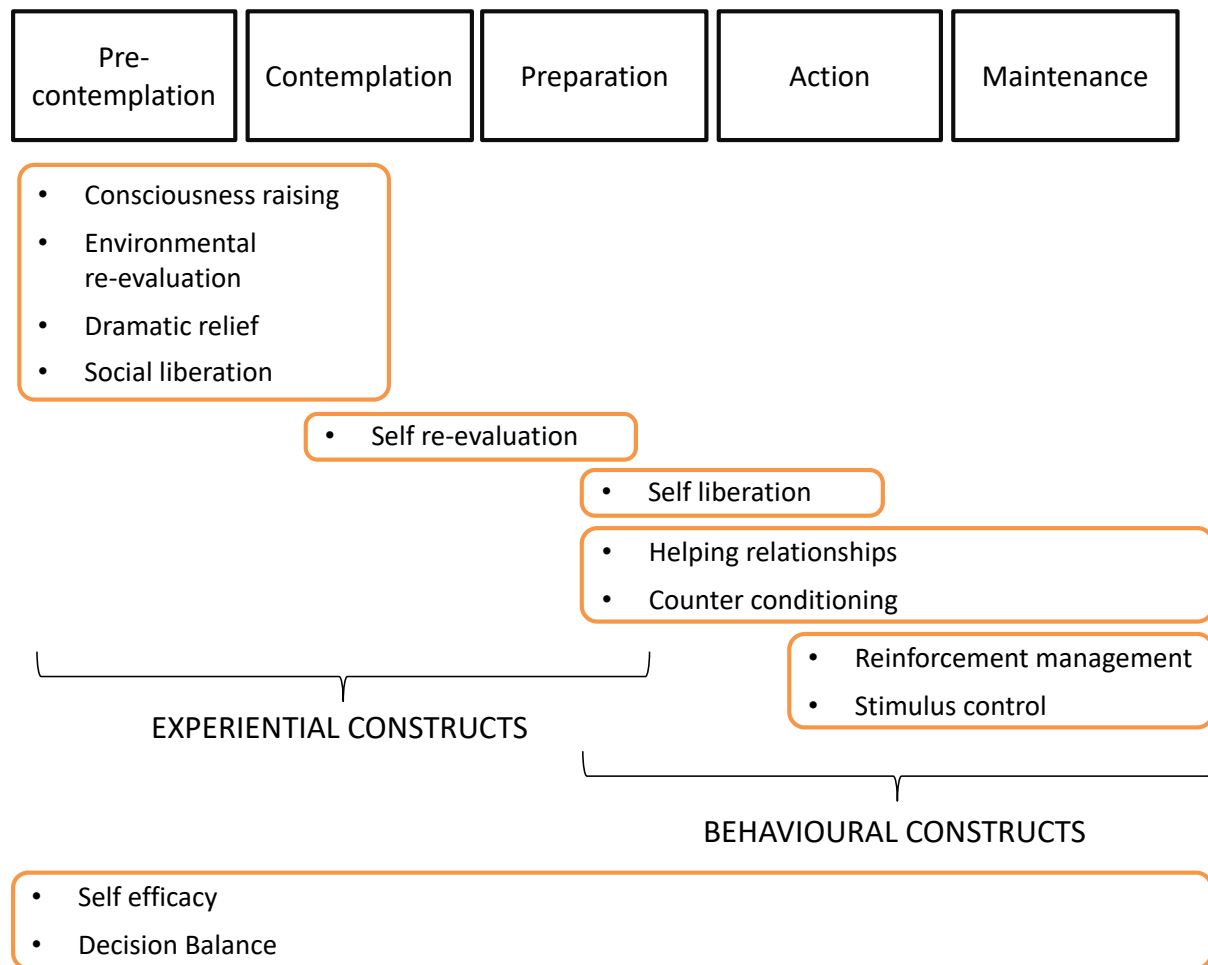 Pre-
contemplation
Contemplation
Preparation
Action
Maintenance
• Consciousness raising
• Environmental
re-evaluation
• Dramatic relief
• Social liberation
• Self re-evaluation
• Self liberation
• Helping relationships
• Counter conditioning
• Reinforcement management
• Stimulus control
EXPERIENTIAL CONSTRUCTS
BEHAVIOURAL CONSTRUCTS
• Self efficacy
• Decision Balance